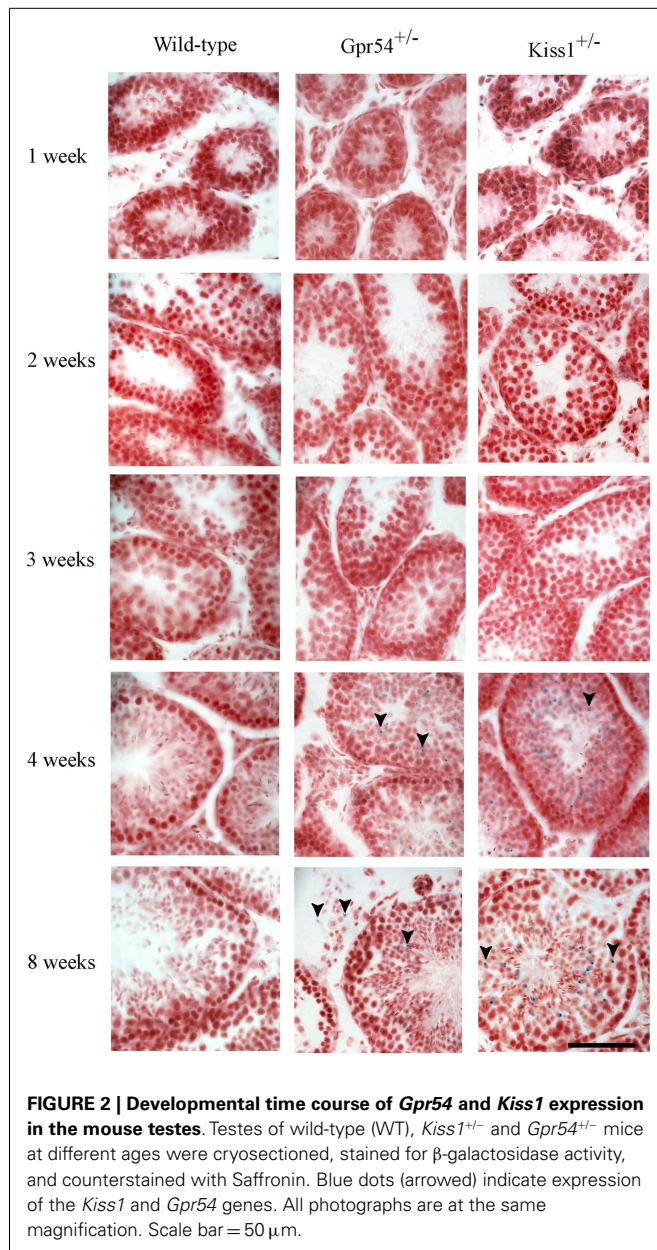 Wild-type Gpr54+/- Kiss1+/-
1 week
2 weeks
3 weeks
4 weeks
8 weeks
FIGURE 2 | Developmental time course of Gpr54 and Kiss1 expression
in the mouse testes. Testes of wild-type (WT), Kiss1+/− and Gpr54+/− mice
at different ages were cryosectioned, stained for β-galactosidase activity,
and counterstained with Saffronin. Blue dots (arrowed) indicate expression
of the Kiss1 and Gpr54 genes. All photographs are at the same
magnification. Scale bar = 50 μm.